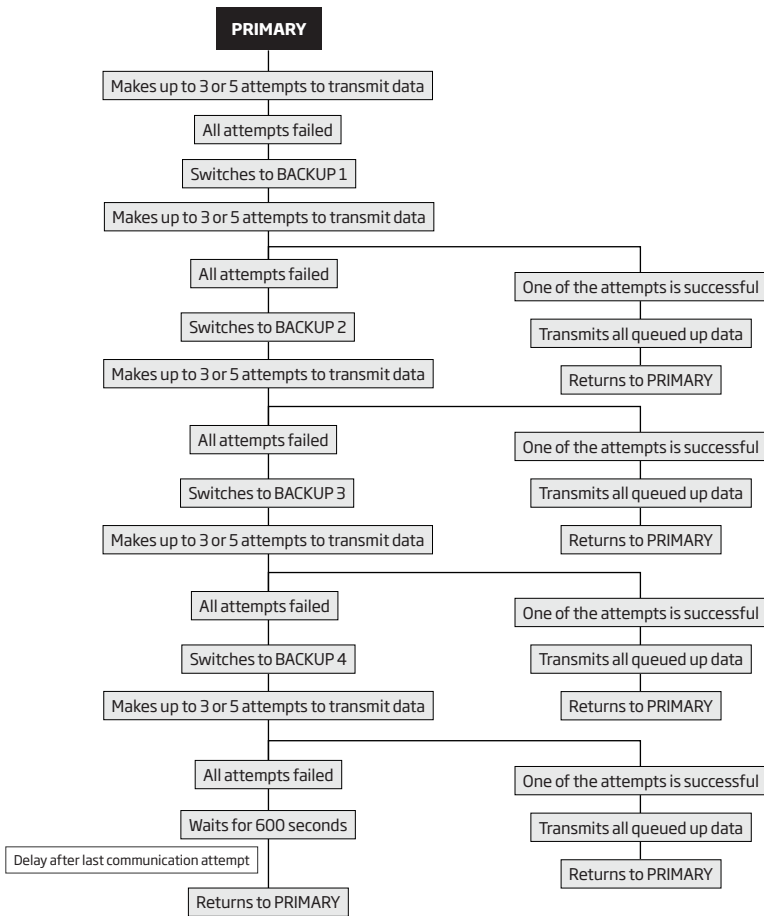 PRIMARY
Makes up to 3 or 5 attempts to transmit data
All attempts failed
Switches to BACKUP 1
Makes up to 3 or 5 attempts to transmit data
All attempts failed
One of the attempts is successful
Switches to BACKUP 2
Transmits all queued up data
Makes up to 3 or 5 attempts to transmit data
Returns to PRIMARY
All attempts failed
One of the attempts is successful
Switches to BACKUP 3
Transmits all queued up data
Makes up to 3 or 5 attempts to transmit data
Returns to PRIMARY
All attempts failed
One of the attempts is successful
Switches to BACKUP 4
Transmits all queued up data
Makes up to 3 or 5 attempts to transmit data
Returns to PRIMARY
All attempts failed
One of the attempts is successful
Waits for 600 seconds
Transmits all queued up data
Delay after last communication attempt
Returns to PRIMARY
Returns to PRIMARY